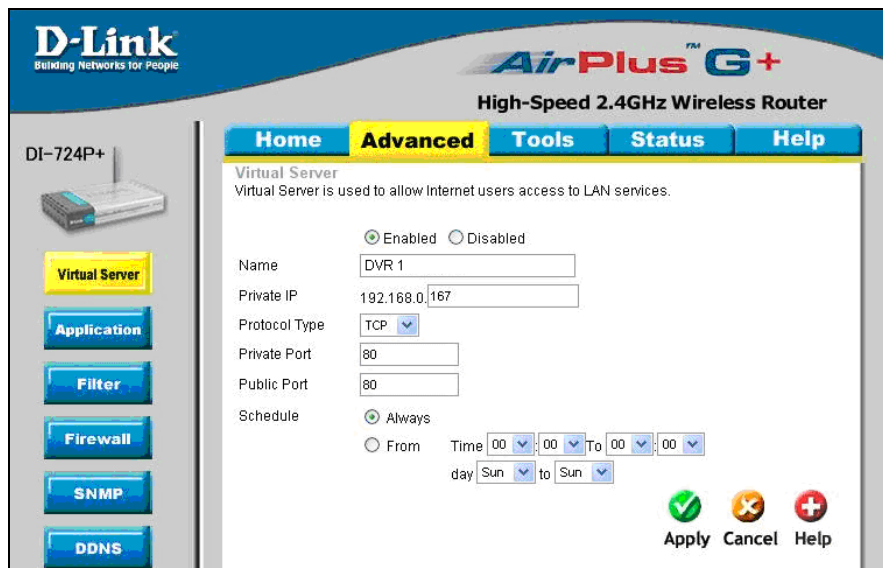 D-Link
Building Networks for People
AirPlus™ G+
High-Speed 2.4GHz Wireless Router
DI-724P+
Home Advanced Tools Status Help
Virtual Server
Virtual Server is used to allow Internet users access to LAN services.
Enabled Disabled
Name DVR 1
Private IP 192.168.0.167
Protocol Type TCP
Private Port 80
Public Port 80
Schedule Always
From Time 00 : 00 To 00 : 00
day Sun to Sun
Apply Cancel Help
Virtual Server
Application
Filter
Firewall
SNMP
DDNS